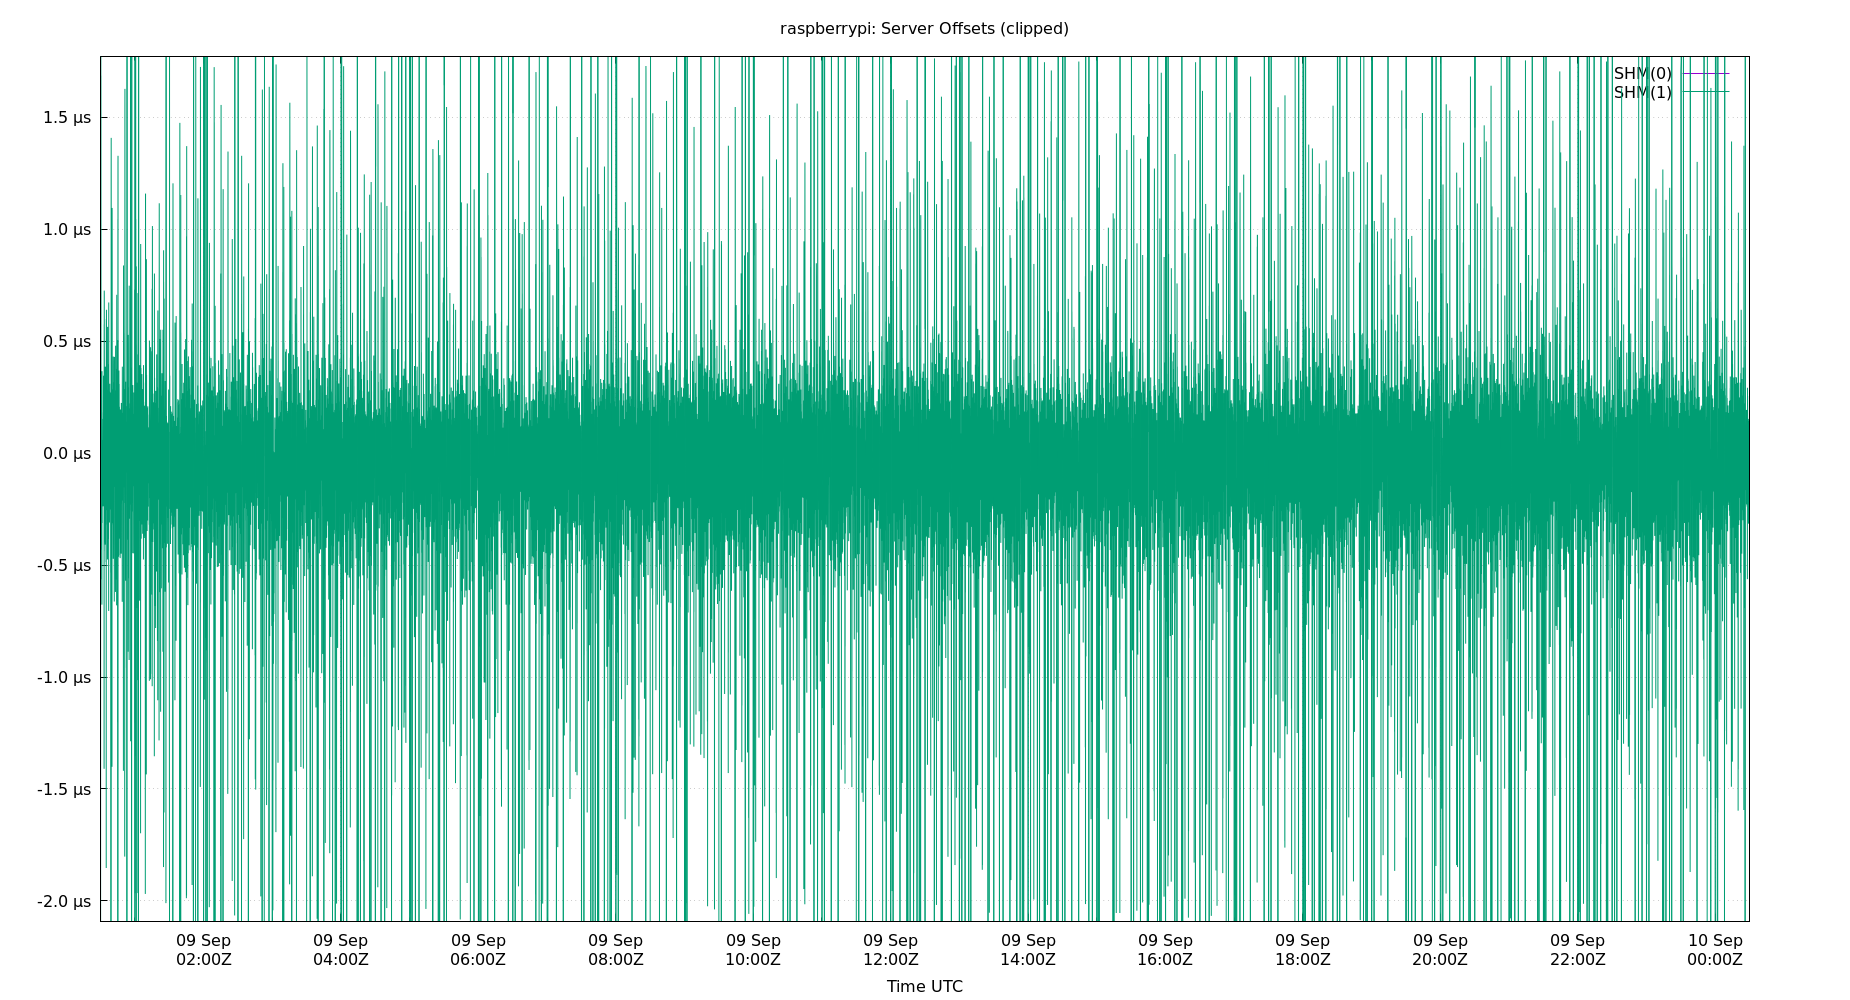 raspberrypi: Server Offsets (clipped)
SHM(0)
SHM(1)
1.5 µs
1.0 µs
0.5 µs
0.0 µs
-0.5 µs
-1.0 µs
-1.5 µs
-2.0 µs
09 Sep 09 Sep 09 Sep 09 Sep 09 Sep 09 Sep 09 Sep 09 Sep 09 Sep 09 Sep 09 Sep 10 Sep
02:00Z 04:00Z 06:00Z 08:00Z 10:00Z 12:00Z 14:00Z 16:00Z 18:00Z 20:00Z 22:00Z 00:00Z
Time UTC